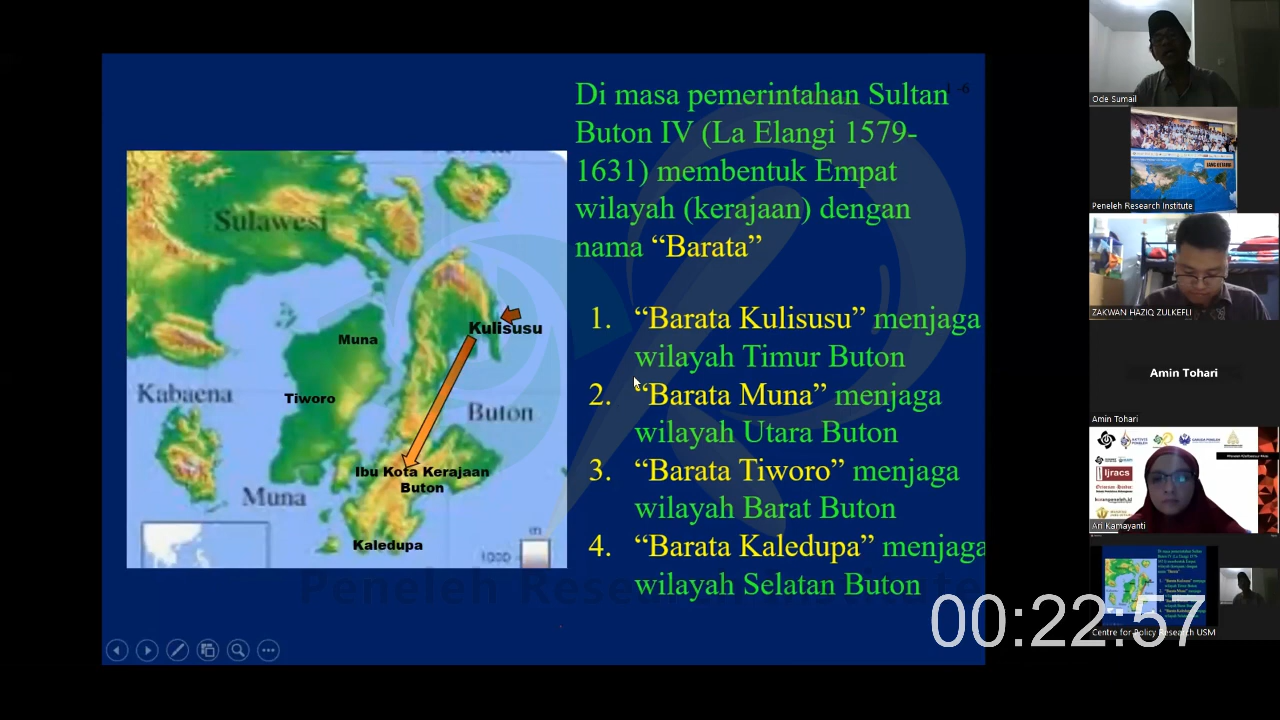 Di masa pemerintahan Sultan
Buton IV (La Elangi 1579-
1631) membentuk Empat
wilayah (kerajaan) dengan
nama “Barata”
1. “Barata Kulisusu” menjaga
wilayah Timur Buton
2. “Barata Muna” menjaga
wilayah Utara Buton
3. “Barata Tiworo” menjaga
wilayah Barat Buton
4. “Barata Kaledupa” menjaga
wilayah Selatan Buton
Sulawesi
Kulisusu
Muna
Kabaena
Tiworo
Buton
Ibu Kota Kerajaan
Buton
Muna
Kaledupa
m
1000
00:22:57
Ode Sumail
Peneleh Research Institute
ZAKWAN HAZIQ ZULKEFLI
Amin Tohari
Amin Tohari
Ijracs
Ari Kamayanti
Centre for Policy Research USM